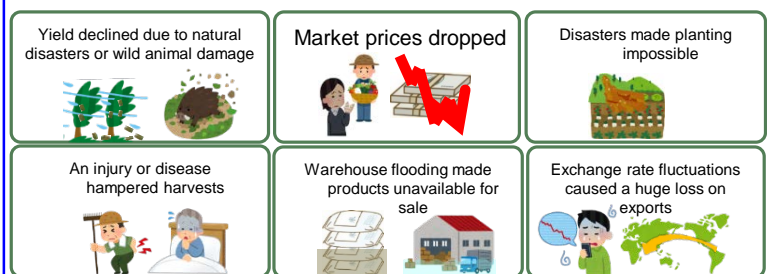 Yield declined due to natural
disasters or wild animal damage
Market prices dropped
Disasters made planting
impossible
An injury or disease
hampered harvests
Warehouse flooding made
products unavailable for
sale
Exchange rate fluctuations
caused a huge loss on
exports